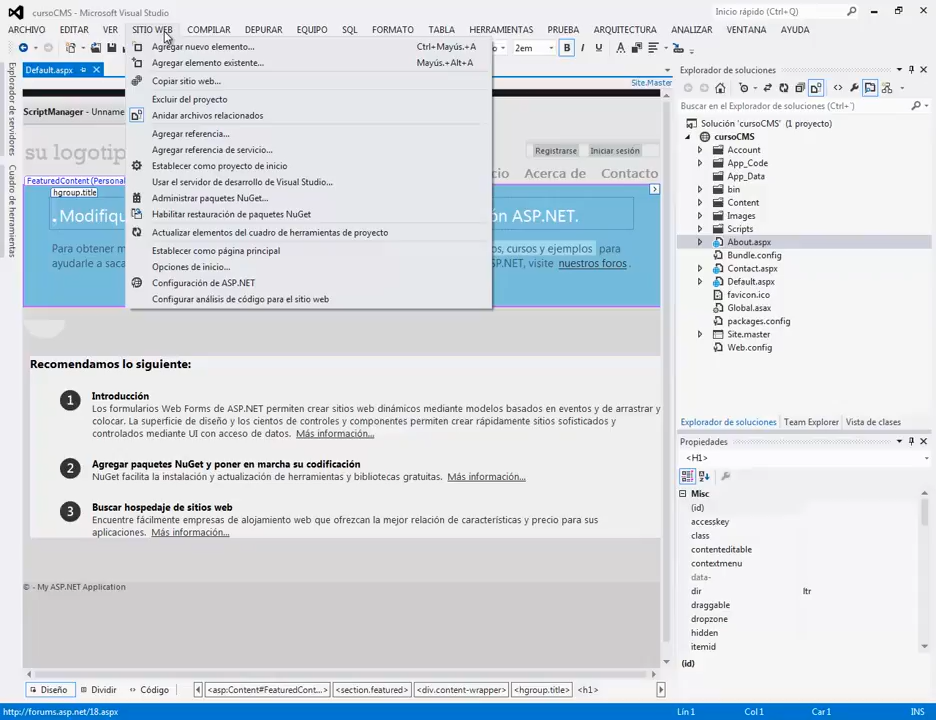 cursoCMS - Microsoft Visual Studio
Inicio rápido (Ctrl+Q)
ARCHIVO EDITAR VER SITIO WEB COMPILAR DEPURAR EQUIPO SQL FORMATO TABLA HERRAMIENTAS PRUEBA ARQUITECTURA ANALIZAR VENTANA AYUDA
2em B I U A
Explorador de servidores
Cuadro de herramientas
Default.aspx
Site.Master
Agregar nuevo elemento... Ctrl+Mayús.+A
Agregar elemento existente... Mayús.+Alt+A
Copiar sitio web...
Excluir del proyecto
Anidar archivos relacionados
Agregar referencia...
Agregar referencia de servicio...
Establecer como proyecto de inicio
Usar el servidor de desarrollo de Visual Studio...
Administrar paquetes NuGet...
Habilitar restauración de paquetes NuGet
Actualizar elementos del cuadro de herramientas de proyecto
Establecer como página principal
Opciones de inicio...
Configuración de ASP.NET
Configurar análisis de código para el sitio web
ScriptManager - Unname
su logotip
Registrarse Iniciar sesión
cio Acerca de Contacto
FeaturedContent (Personal
hgroup.title
. Modifiqu
ón ASP.NET.
Para obtener m
os, cursos y ejemplos para
ayudarle a saca
SP.NET, visite nuestros foros.
Recomendamos lo siguiente:
1 Introducción
Los formularios Web Forms de ASP.NET permiten crear sitios web dinámicos mediante modelos basados en eventos y de arrastrar y
colocar. La superficie de diseño y los cientos de controles y componentes permiten crear rápidamente sitios sofisticados y
controlados mediante UI con acceso de datos. Más información...
2 Agregar paquetes NuGet y poner en marcha su codificación
NuGet facilita la instalación y actualización de herramientas y bibliotecas gratuitas. Más información...
3 Buscar hospedaje de sitios web
Encuentre fácilmente empresas de alojamiento web que ofrezcan la mejor relación de características y precio para sus
aplicaciones. Más información...
© - My ASP.NET Application
Diseño Dividir Código <asp:Content#FeaturedCont...> <section.featured> <div.content-wrapper> <hgroup.title> <h1>
Explorador de soluciones
Buscar en el Explorador de soluciones (Ctrl+´)
Solución 'cursoCMS' (1 proyecto)
cursoCMS
Account
App_Code
App_Data
bin
Content
Images
Scripts
About.aspx
Bundle.config
Contact.aspx
Default.aspx
favicon.ico
Global.asax
packages.config
Site.master
Web.config
Explorador de soluciones Team Explorer Vista de clases
Propiedades
<H1>
Misc
(id)
accesskey
class
contenteditable
contextmenu
data-
dir ltr
draggable
dropzone
hidden
itemid
(id)
http://forums.asp.net/18.aspx Lín 1 Col 1 Car 1 INS